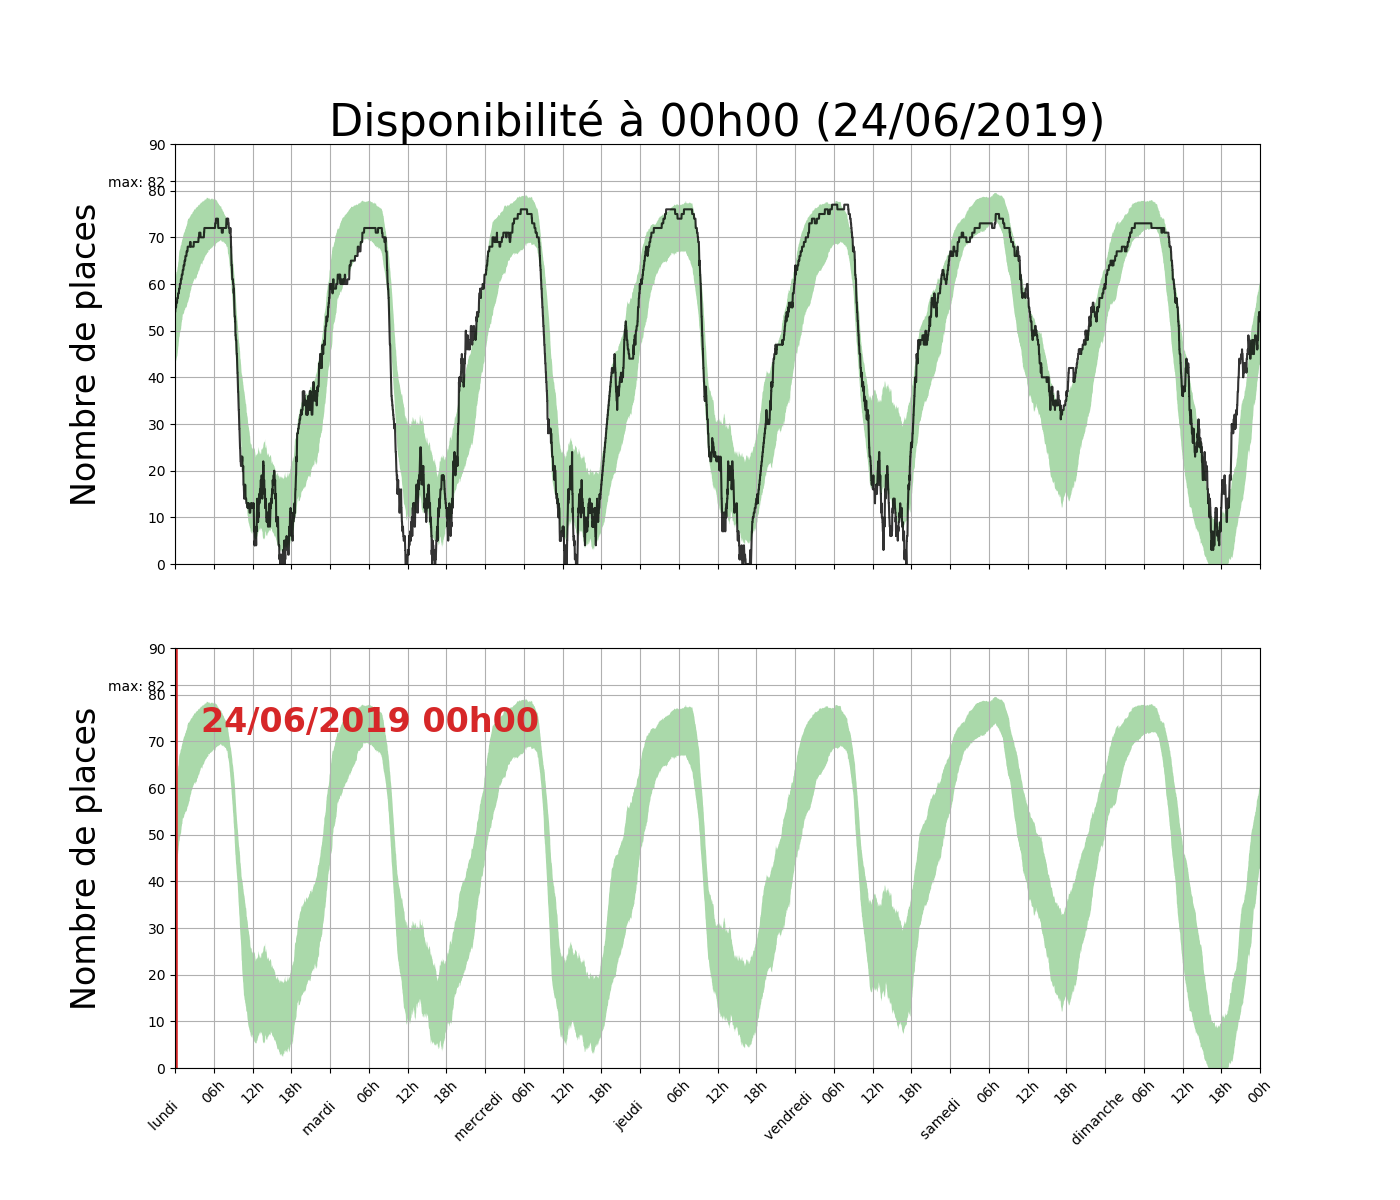 Disponibilité à 00h00 (24/06/2019)
Nombre de places
90
max: 82
80
70
60
50
40
30
20
10
0
Nombre de places
90
max: 82
80
70
60
50
40
30
20
10
0
24/06/2019 00h00
lundi 06h 12h 18h mardi 06h 12h 18h mercredi 06h 12h 18h jeudi 06h 12h 18h vendredi 06h 12h 18h samedi 06h 12h 18h dimanche 06h 12h 18h 00h